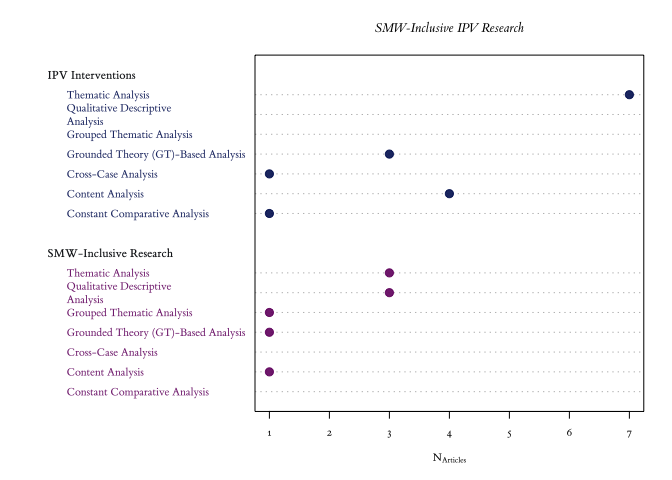 SMW-Inclusive IPV Research
IPV Interventions
Thematic Analysis
Qualitative Descriptive
Analysis
Grouped Thematic Analysis
Grounded Theory (GT)-Based Analysis
Cross-Case Analysis
Content Analysis
Constant Comparative Analysis
SMW-Inclusive Research
Thematic Analysis
Qualitative Descriptive
Analysis
Grouped Thematic Analysis
Grounded Theory (GT)-Based Analysis
Cross-Case Analysis
Content Analysis
Constant Comparative Analysis
1 2 3 4 5 6 7
NArticles